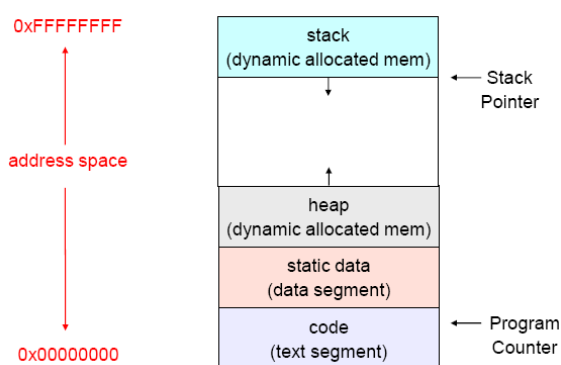 0xFFFFFFFF
address space
0x00000000
stack
(dynamic allocated mem)
heap
(dynamic allocated mem)
static data
(data segment)
code
(text segment)
Stack
Pointer
Program
Counter